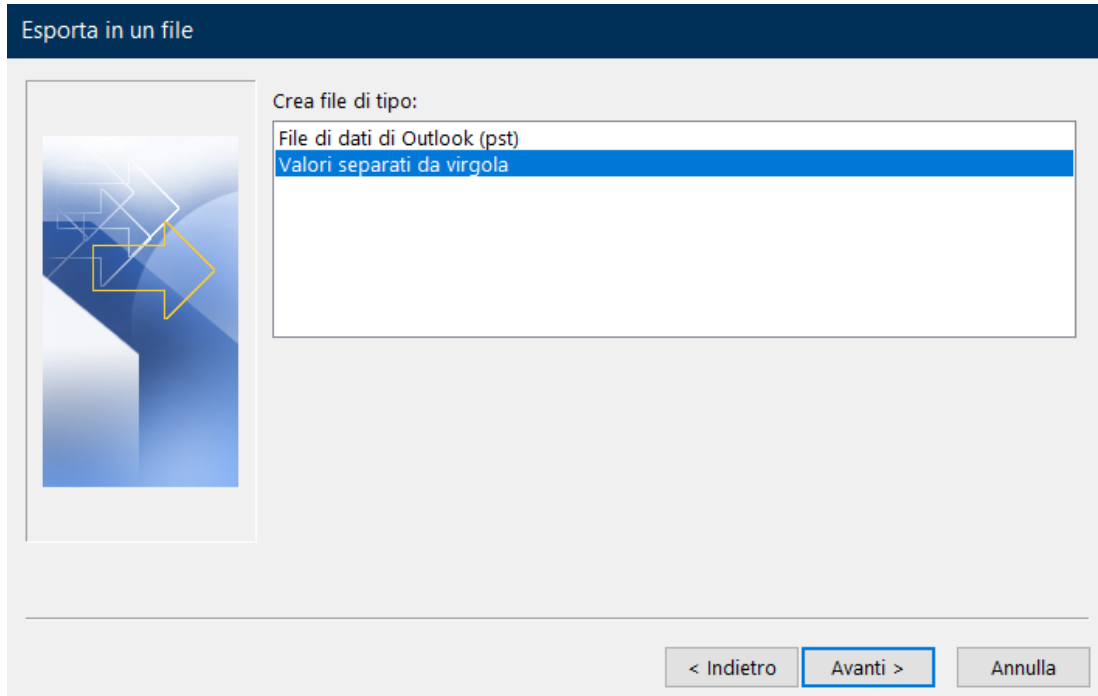 Esporta in un file
Crea file di tipo:
File di dati di Outlook (pst)
Valori separati da virgola
< Indietro
Avanti >
Annulla